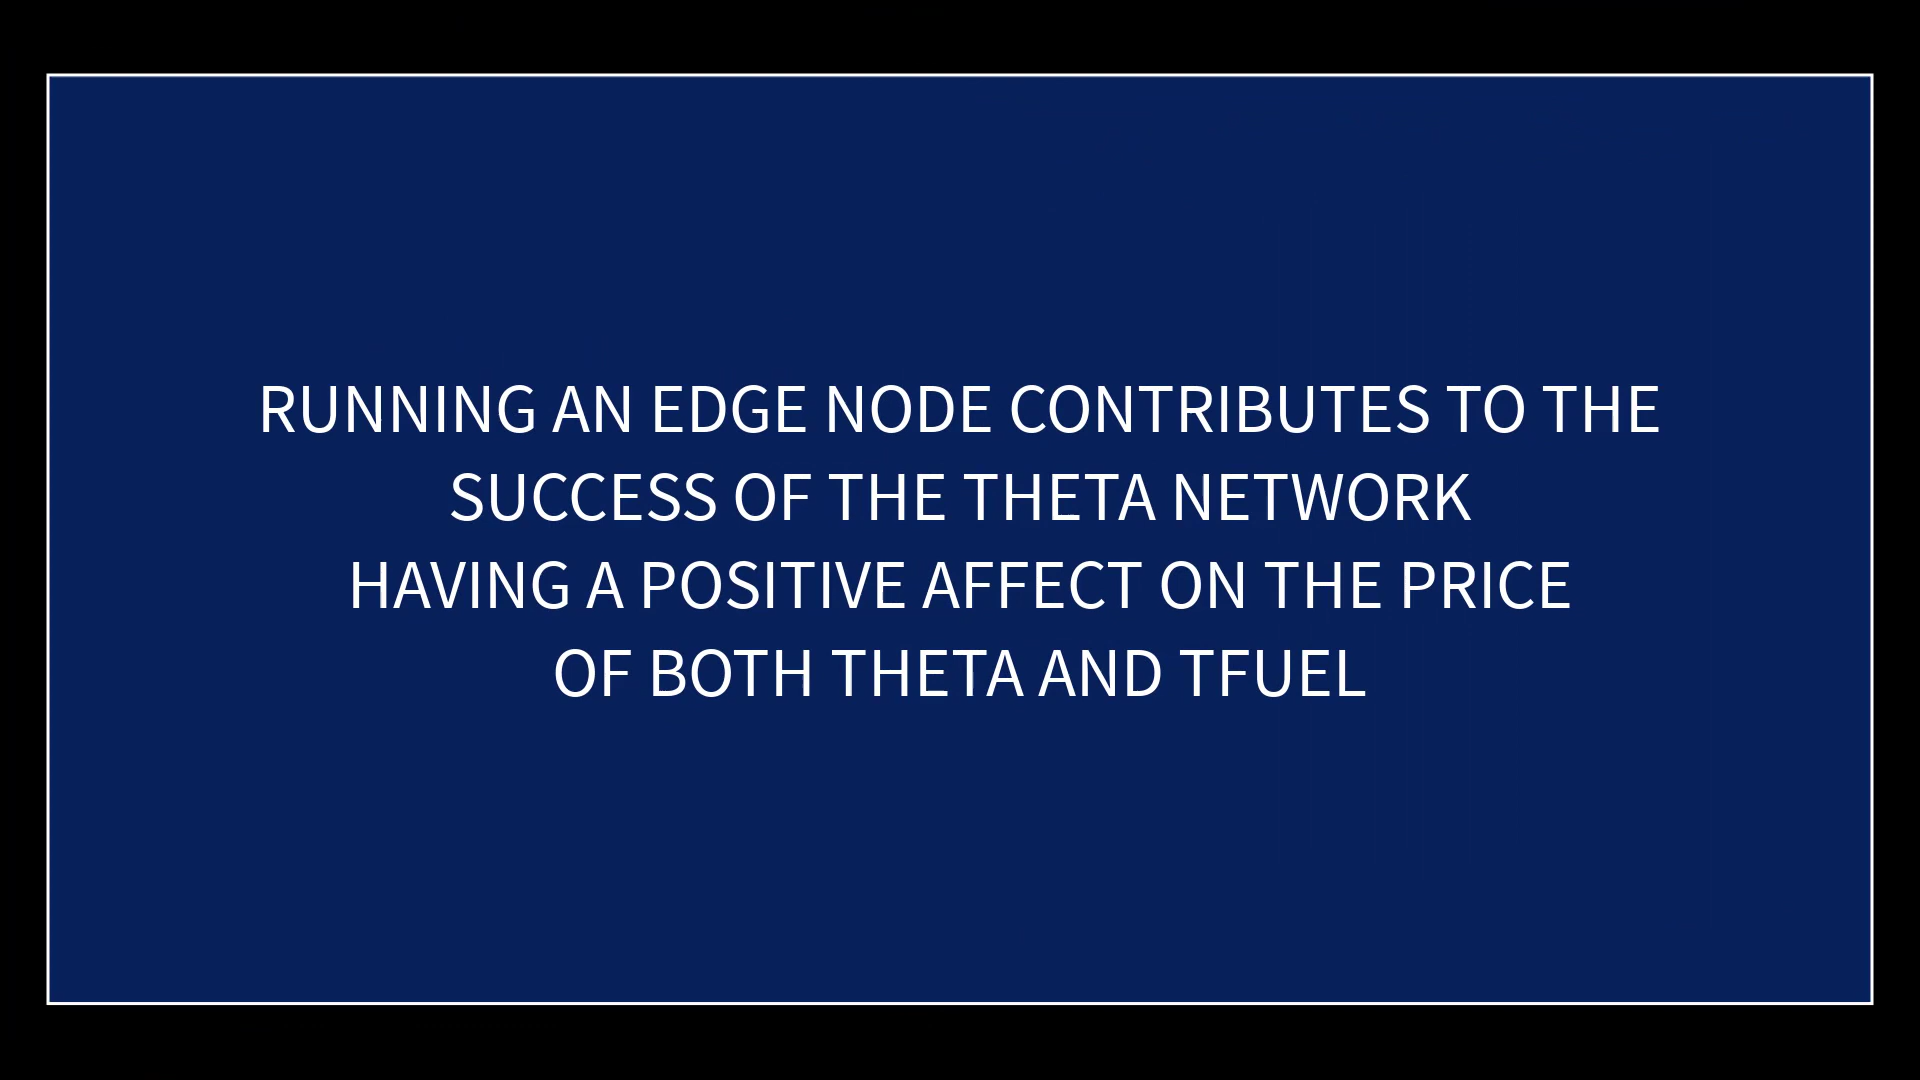 RUNNING AN EDGE NODE CONTRIBUTES TO THE
SUCCESS OF THE THETA NETWORK
HAVING A POSITIVE AFFECT ON THE PRICE
OF BOTH THETA AND TFUEL